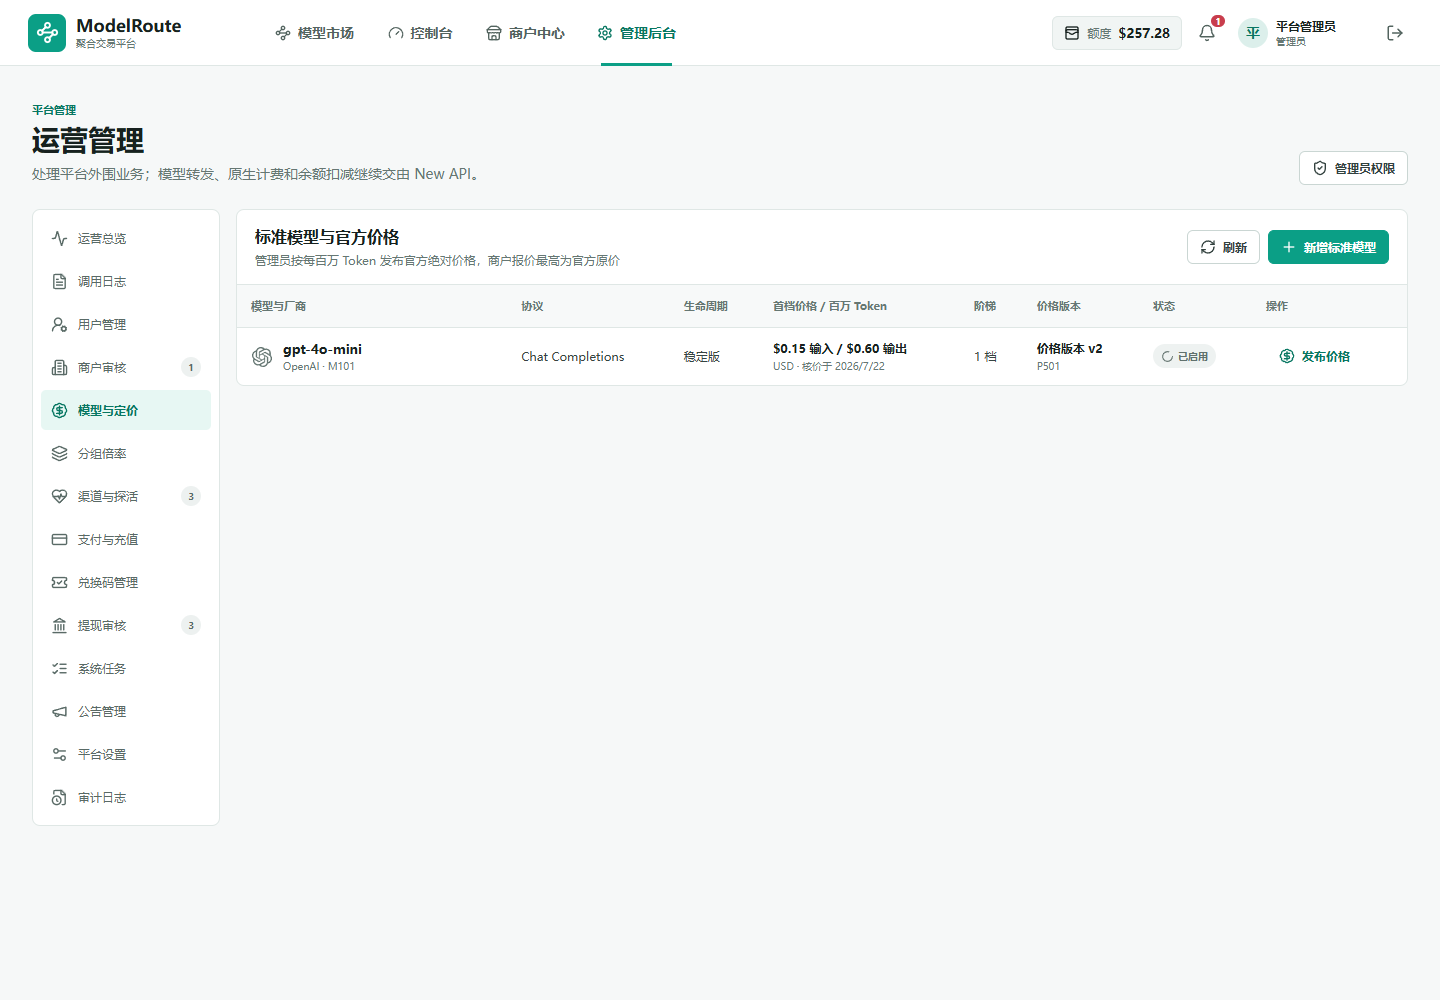 ModelRoute
聚合交易平台
模型市场
控制台
商户中心
管理后台
额度 $257.28
1
平
平台管理员
管理员
平台管理
运营管理
处理平台外围业务；模型转发、原生计费和余额扣减继续交由 New API。
管理员权限
运营总览
调用日志
用户管理
商户审核 1
模型与定价
分组倍率
渠道与探活 3
支付与充值
兑换码管理
提现审核 3
系统任务
公告管理
平台设置
审计日志
标准模型与官方价格
管理员按每百万 Token 发布官方绝对价格，商户报价最高为官方原价
刷新
新增标准模型
模型与厂商 协议 生命周期 首档价格 / 百万 Token 阶梯 价格版本 状态 操作
gpt-4o-mini
OpenAI · M101
Chat Completions
稳定版
$0.15 输入 / $0.60 输出
USD · 核价于 2026/7/22
1 档
价格版本 v2
P501
已启用
发布价格